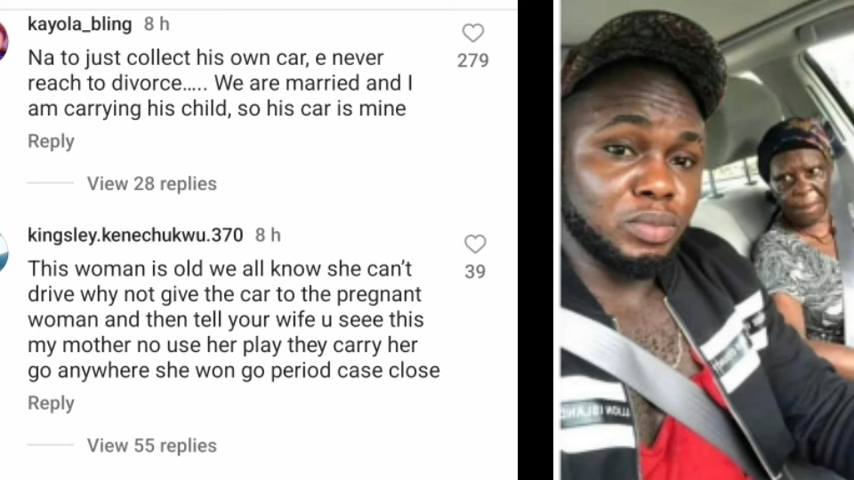 kayola_bling 8 h
Na to just collect his own car, e never
reach to divorce..... We are married and I
am carrying his child, so his car is mine
279
Reply
View 28 replies
kingsley.kenechukwu.370 8 h
This woman is old we all know she can't
drive why not give the car to the pregnant
woman and then tell your wife u seee this
my mother no use her play they carry her
go anywhere she won go period case close
39
Reply
View 55 replies